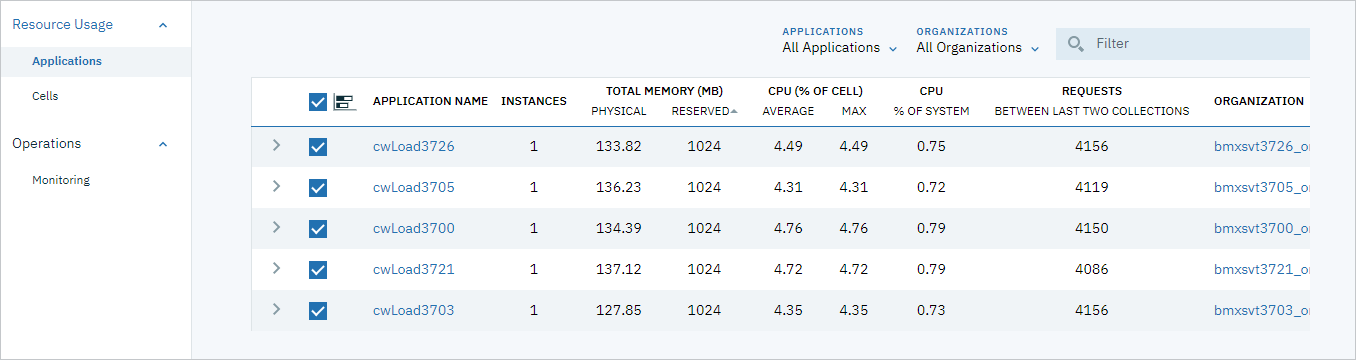 Resource Usage
Applications
Cells
Operations
Monitoring
APPLICATIONS ORGANIZATIONS
All Applications All Organizations Filter
TOTAL MEMORY (MB) CPU (% OF CELL) CPU REQUESTS
APPLICATION NAME INSTANCES ORGANIZATION
PHYSICAL RESERVED AVERAGE MAX % OF SYSTEM BETWEEN LAST TWO COLLECTIONS
cwLoad3726 1 133.82 1024 4.49 4.49 0.75 4156 bmxsvt3726_o
cwLoad3705 1 136.23 1024 4.31 4.31 0.72 4119 bmxsvt3705_o
cwLoad3700 1 134.39 1024 4.76 4.76 0.79 4150 bmxsvt3700_o
cwLoad3721 1 137.12 1024 4.72 4.72 0.79 4086 bmxsvt3721_o
cwLoad3703 1 127.85 1024 4.35 4.35 0.73 4156 bmxsvt3703_o